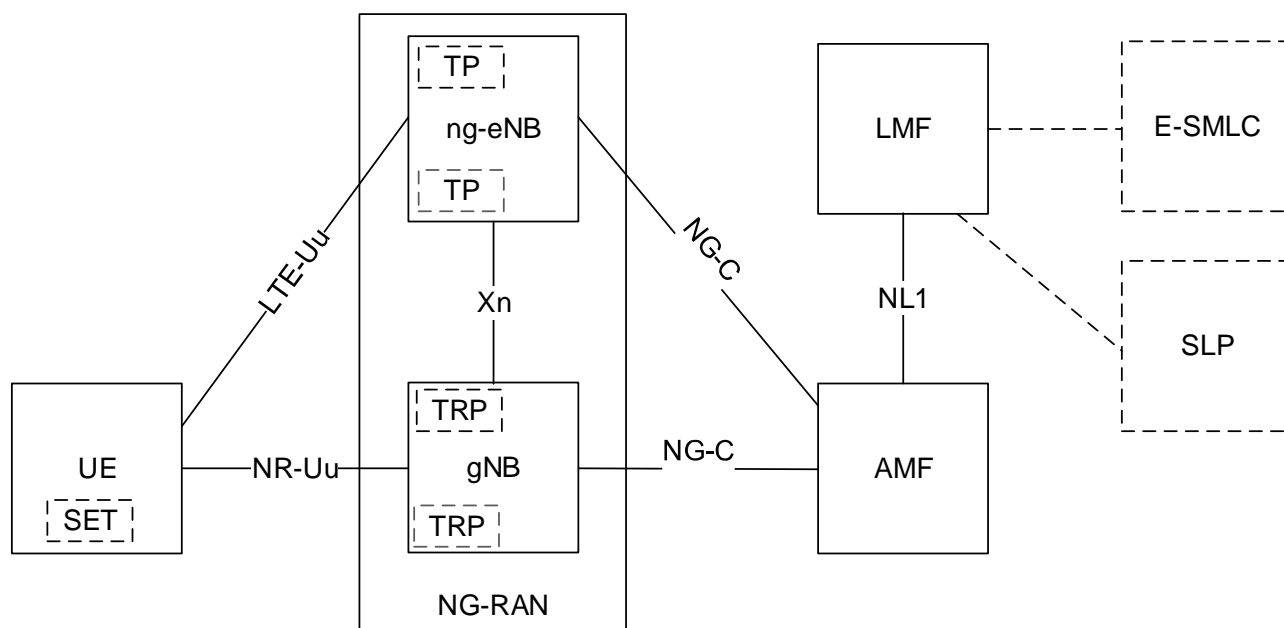 TP
ng-eNB
TP
LMF
E-SMLC
LTE-Uu
NG-C
Xn
NL1
SLP
UE
SET
NR-Uu
TRP
gNB
TRP
NG-C
AMF
NG-RAN